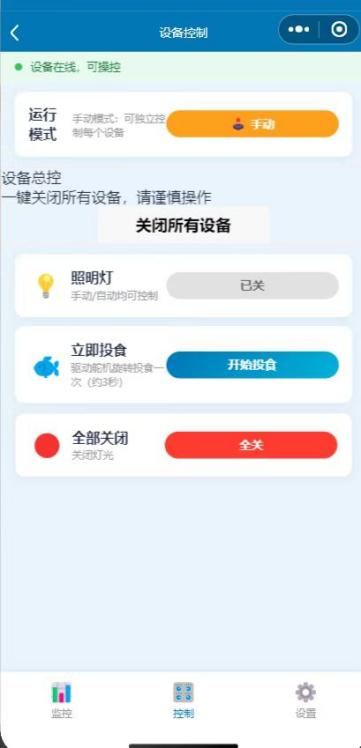 设备控制
设备在线，可操控
运行
模式
手动模式：可独立控
制每个设备
手动
设备总控
一键关闭所有设备，请谨慎操作
关闭所有设备
照明灯
手动/自动均可控制
已关
立即投食
驱动舵机旋转投食一
次（约3秒）
开始投食
全部关闭
关闭灯光
全关
监控
控制
设置